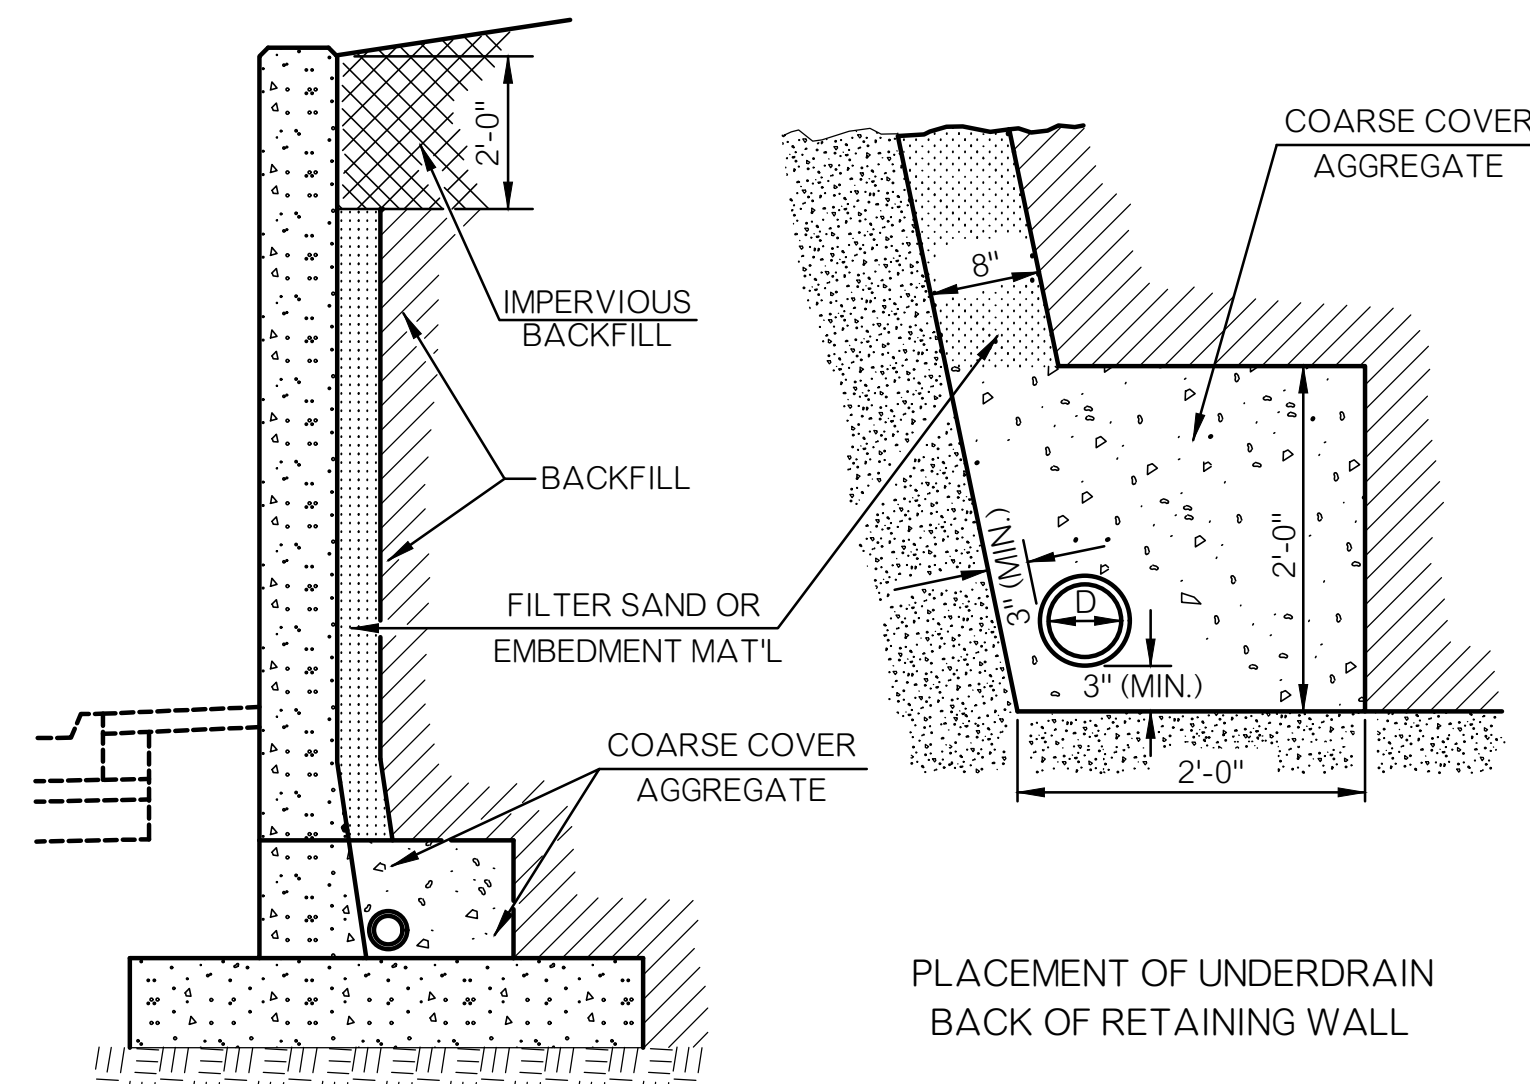 2'-0"
IMPERVIOUS
BACKFILL
BACKFILL
FILTER SAND OR
EMBEDMENT MAT'L
COARSE COVER
AGGREGATE
COARSE COVER
AGGREGATE
8"
3" (MIN.)
D
3" (MIN.)
2'-0"
2'-0"
PLACEMENT OF UNDERDRAIN
BACK OF RETAINING WALL